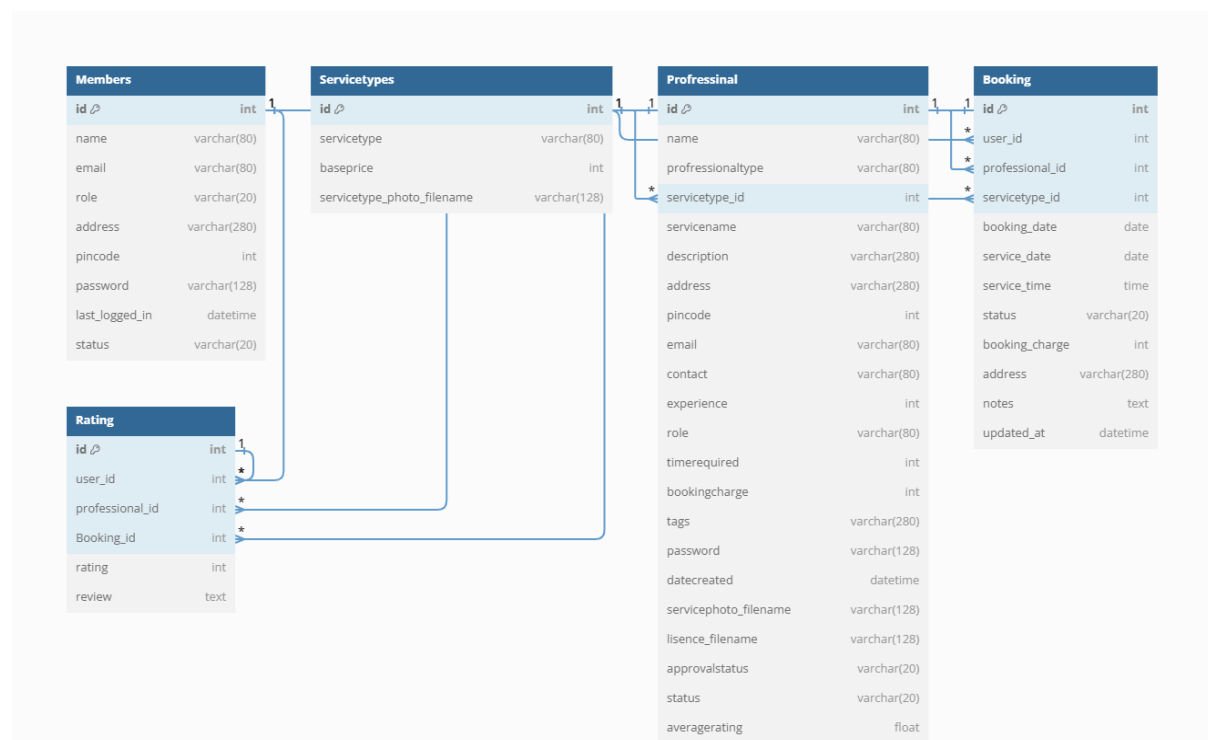 Members
id int
name varchar(80)
email varchar(80)
role varchar(20)
address varchar(280)
pincode int
password varchar(128)
last_logged_in datetime
status varchar(20)
1
Servicetypes
id int
servicetype varchar(80)
baseprice int
servicetype_photo_filename varchar(128)
1
1
*
Profressinal
id int
name varchar(80)
profressionaltype varchar(80)
servicetype_id int
servicename varchar(80)
description varchar(280)
address varchar(280)
pincode int
email varchar(80)
contact varchar(80)
experience int
role varchar(80)
timerequired int
bookingcharge int
tags varchar(280)
password varchar(128)
datecreated datetime
servicephoto_filename varchar(128)
lisence_filename varchar(128)
approvalstatus varchar(20)
status varchar(20)
averagerating float
1
1
*
*
*
Booking
id int
user_id int
professional_id int
servicetype_id int
booking_date date
service_date date
service_time time
status varchar(20)
booking_charge int
address varchar(280)
notes text
updated_at datetime
Rating
id int
user_id int
professional_id int
Booking_id int
rating int
review text
1
*
*
*